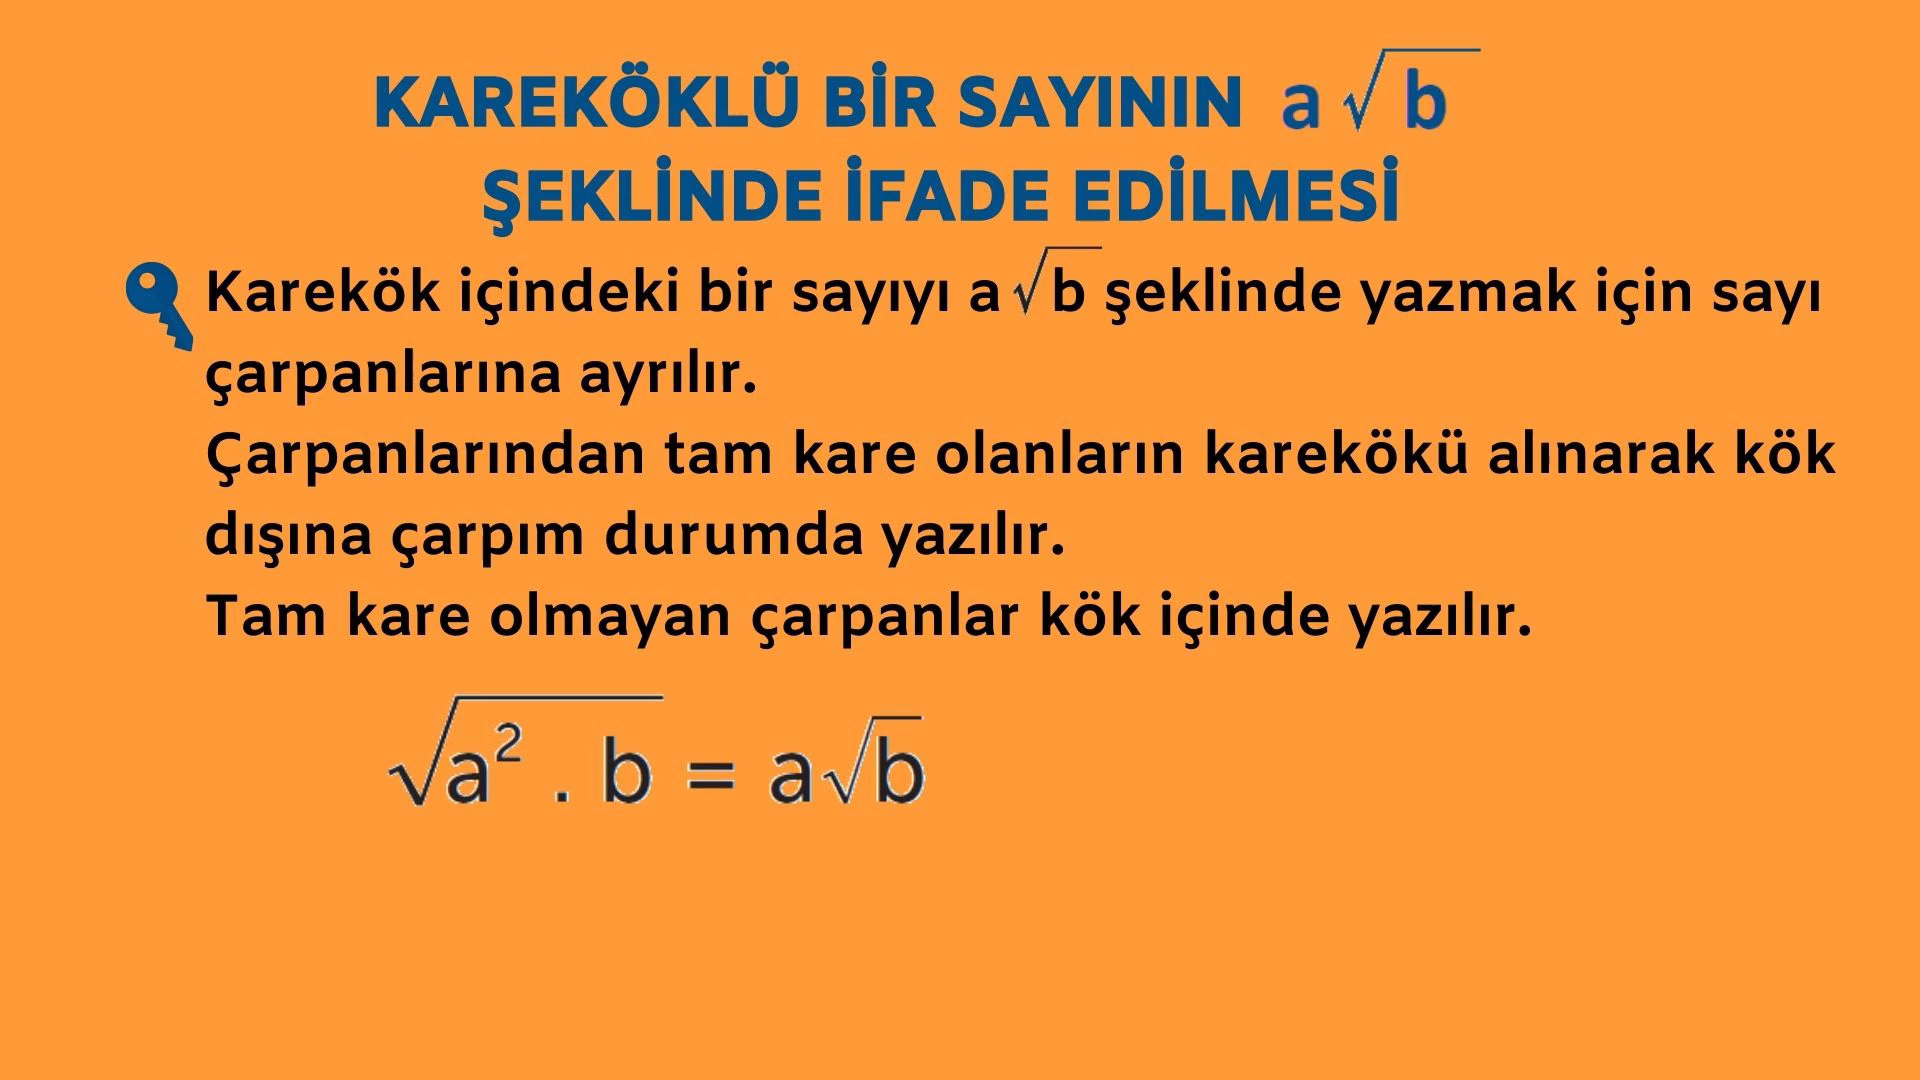 KAREKÖKLÜ BİR SAYININ a √b
ŞEKLİNDE İFADE EDİLMESİ
Karekök içindeki bir sayıyı a √b şeklinde yazmak için sayı
çarpanlarına ayrılır.
Çarpanlarından tam kare olanların karekökü alınarak kök
dışına çarpım durumda yazılır.
Tam kare olmayan çarpanlar kök içinde yazılır.
√(a² . b) = a√b